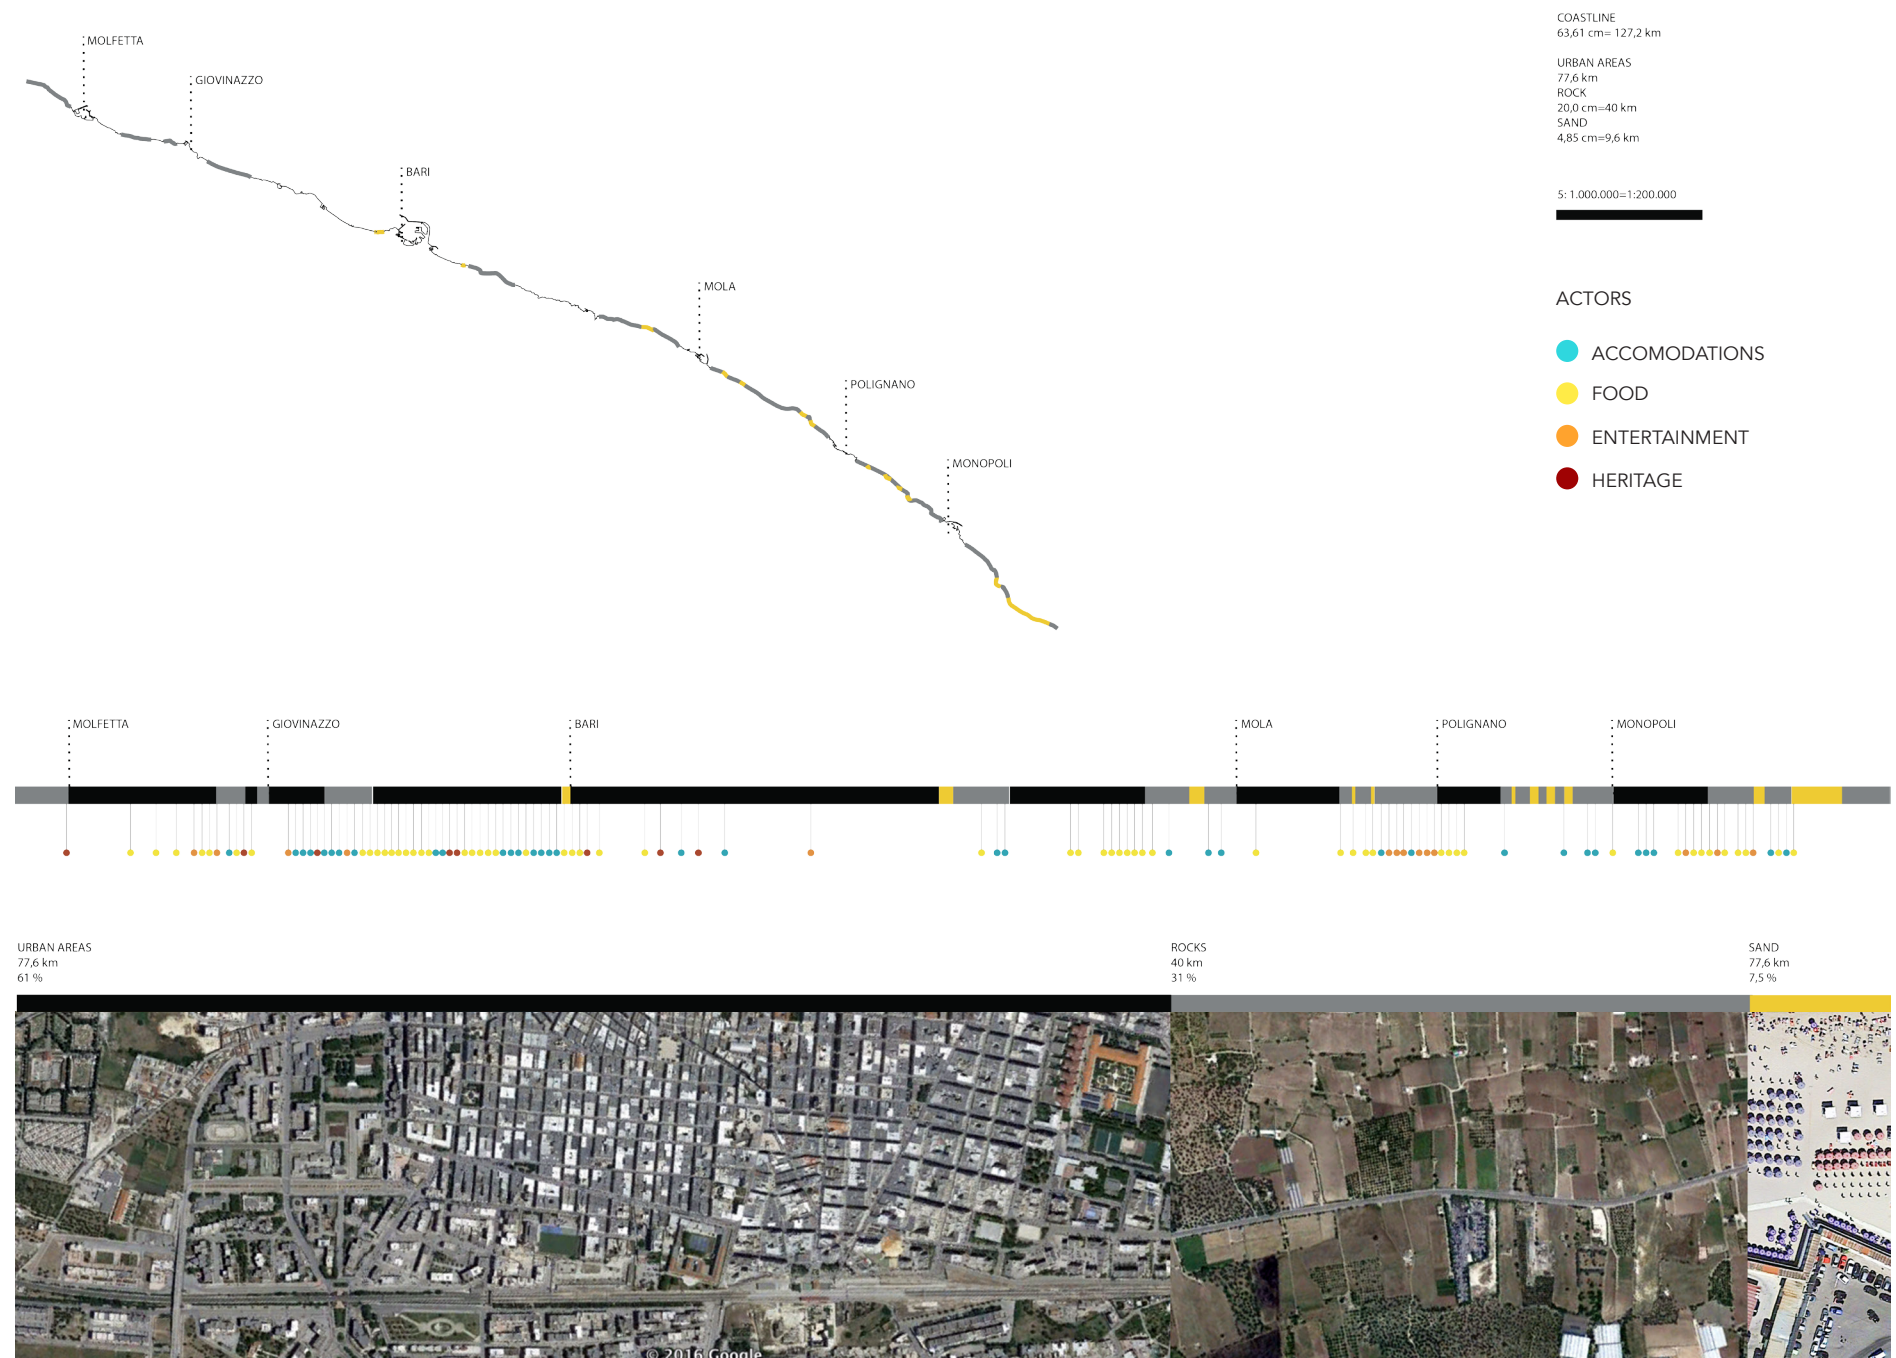 MOLFETTA
GIOVINAZZO
BARI
MOLA
POLIGNANO
MONOPOLI
COASTLINE
63,61 cm= 127,2 km
URBAN AREAS
77,6 km
ROCK
20,0 cm=40 km
SAND
4,85 cm=9,6 km
5: 1.000.000=1:200.000
ACTORS
ACCOMODATIONS
FOOD
ENTERTAINMENT
HERITAGE
MOLFETTA
GIOVINAZZO
BARI
MOLA
POLIGNANO
MONOPOLI
URBAN AREAS
77,6 km
61 %
ROCKS
40 km
31 %
SAND
77,6 km
7,5 %
© 2016 Google